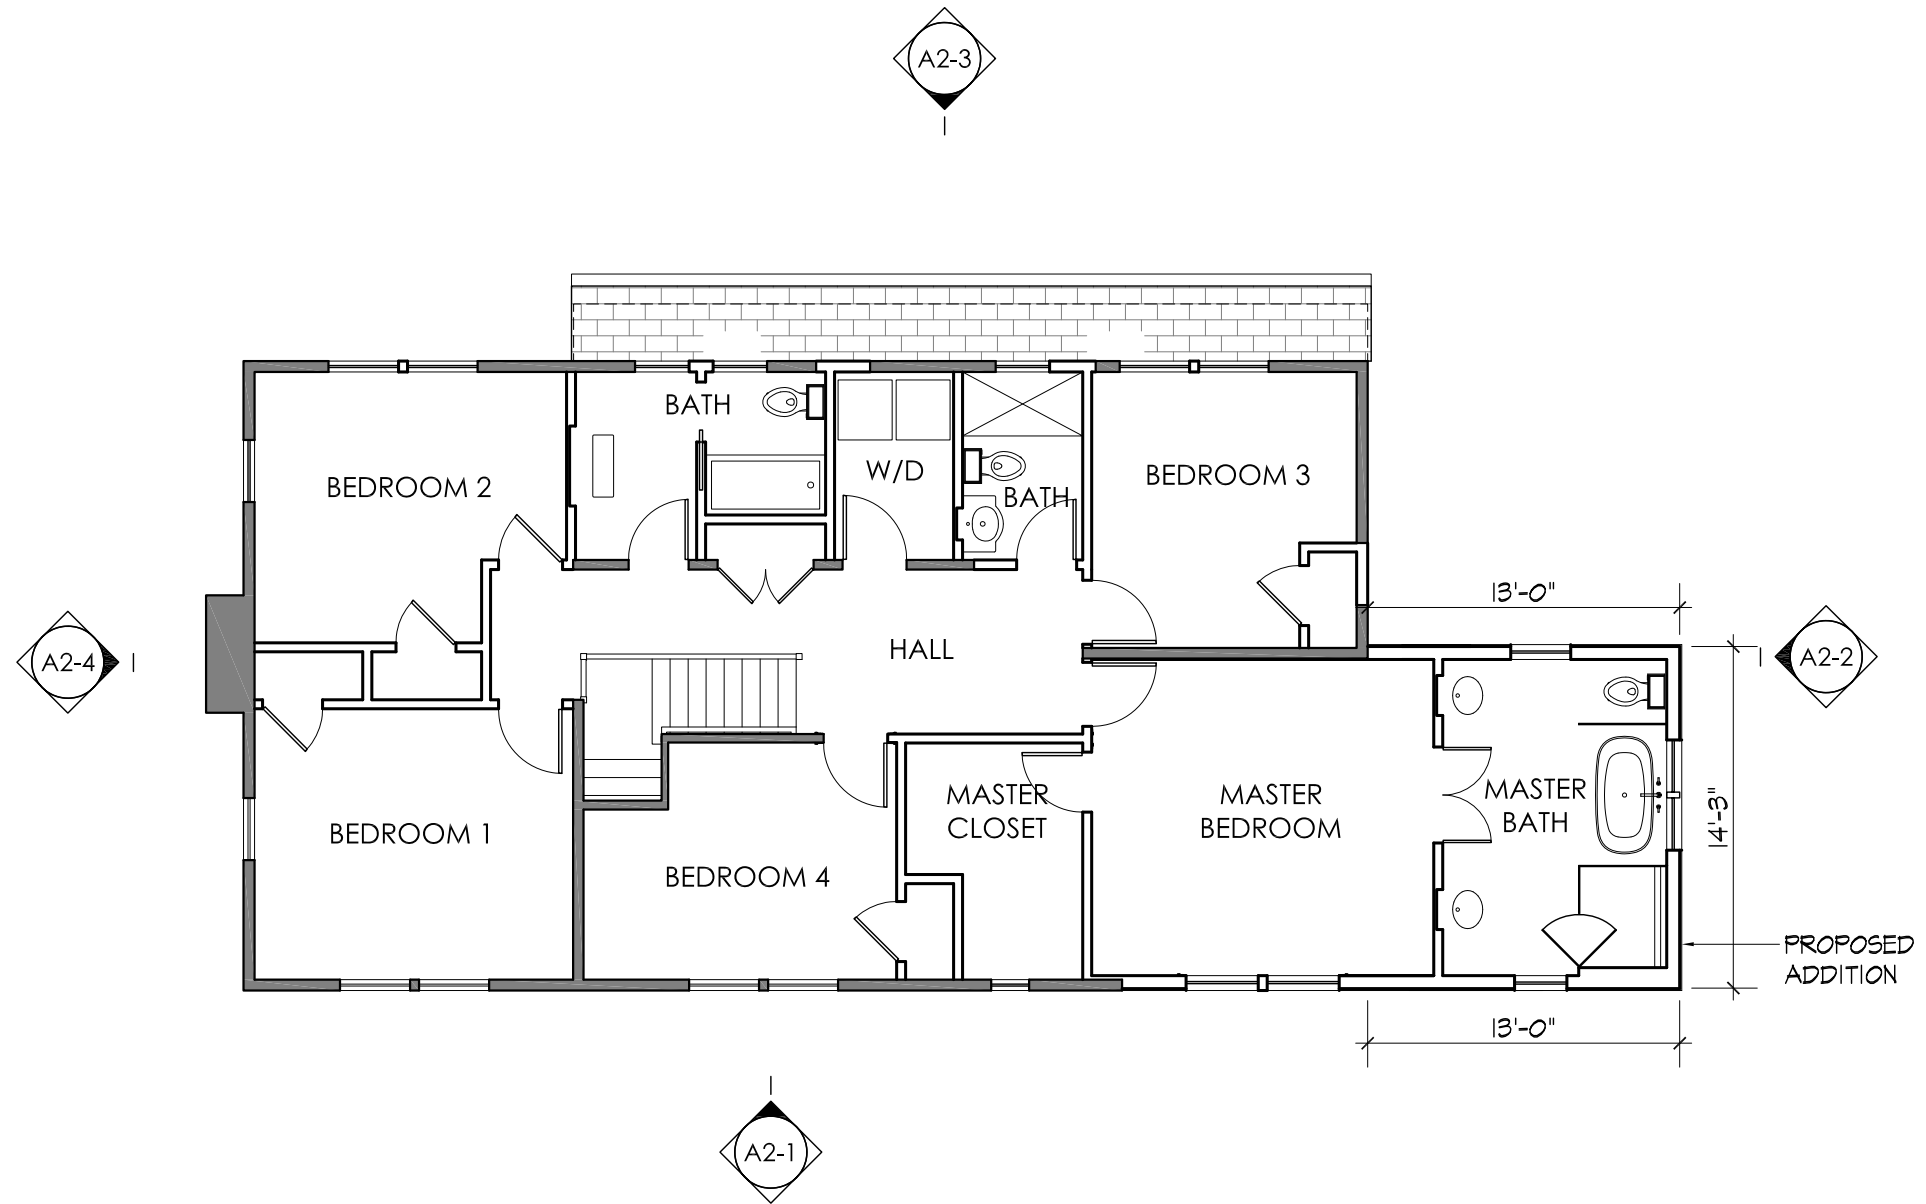 A2-3
BATH
W/D
BATH
BEDROOM 2
BEDROOM 3
13'-0"
HALL
A2-4
A2-2
MASTER
CLOSET
MASTER
BEDROOM
MASTER
BATH
14'-3"
BEDROOM 1
BEDROOM 4
PROPOSED
ADDITION
13'-0"
A2-1